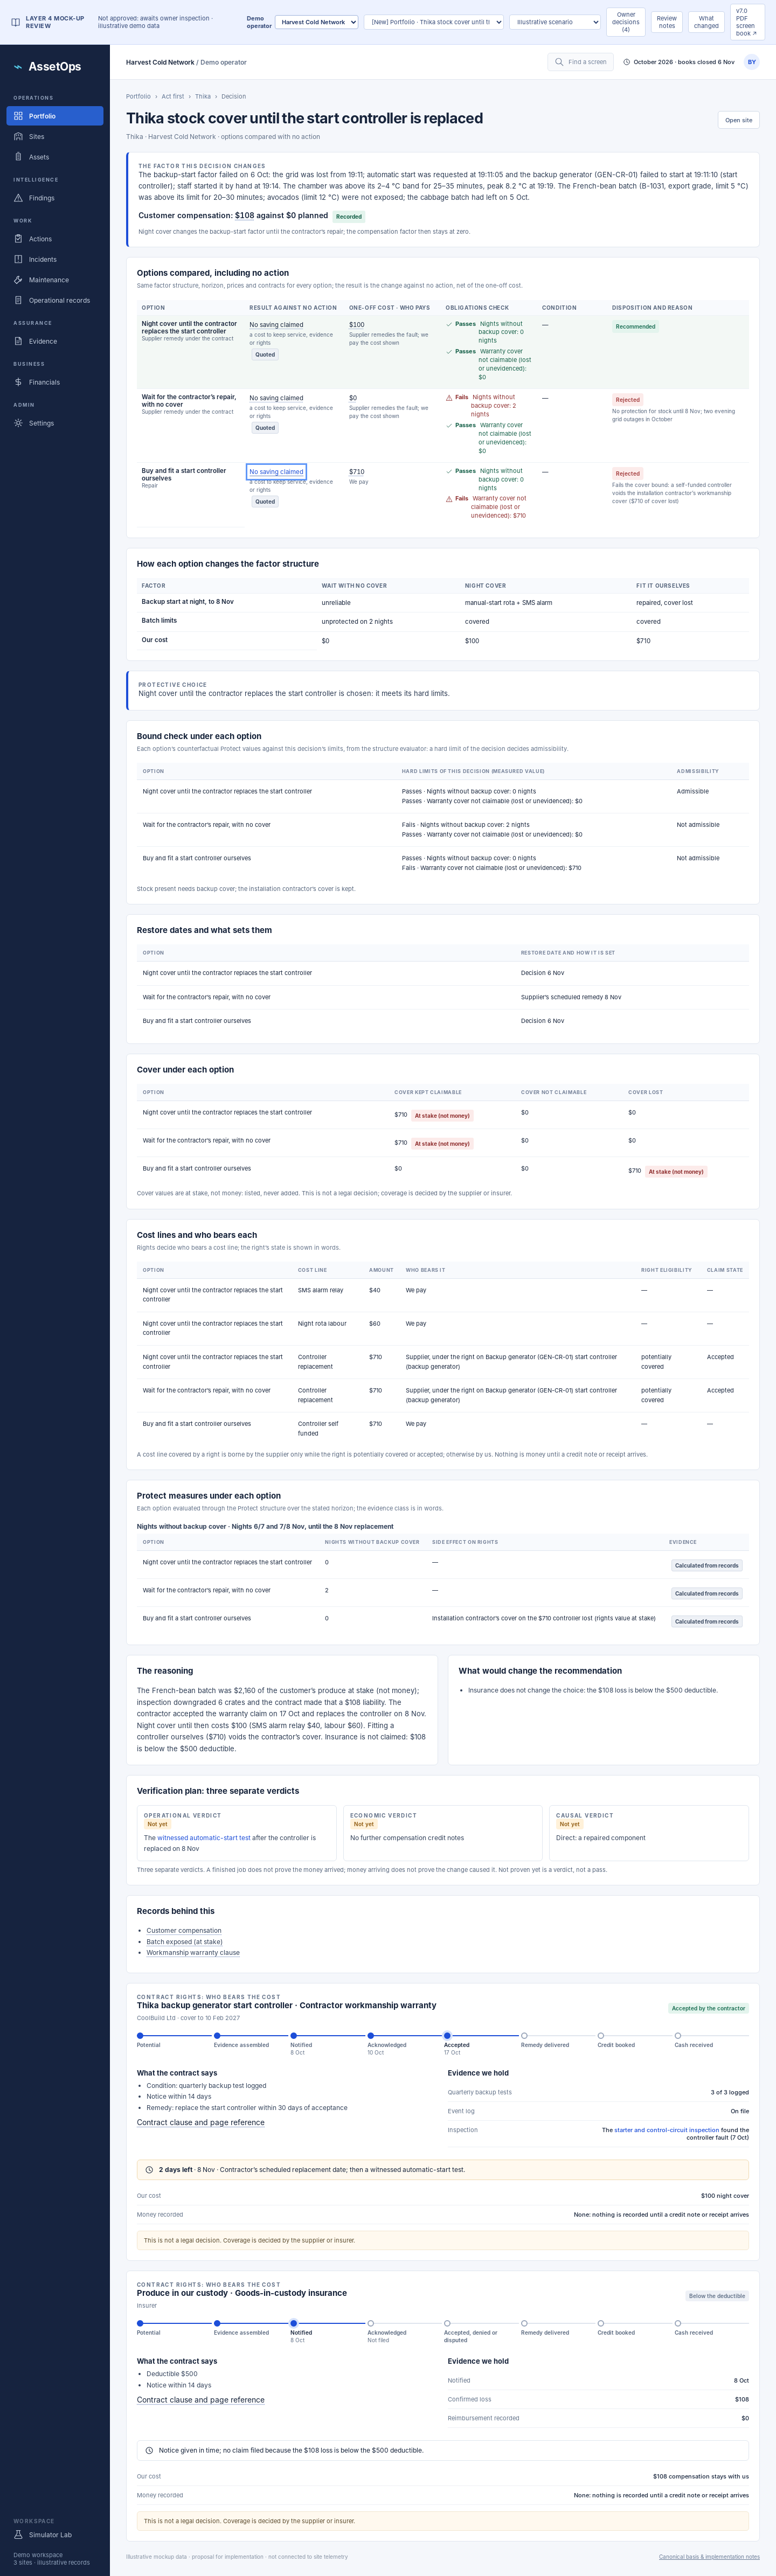 LAYER 4 MOCK-UP REVIEW
Not approved: awaits owner inspection · illustrative demo data
Demo operator
Harvest Cold Network
[New] Portfolio · Thika stock cover until t
Illustrative scenario
Owner decisions (4)
Review notes
What changed
v7.0 PDF screen book ↗
AssetOps
OPERATIONS
Portfolio
Sites
Assets
INTELLIGENCE
Findings
WORK
Actions
Incidents
Maintenance
Operational records
ASSURANCE
Evidence
BUSINESS
Financials
ADMIN
Settings
WORKSPACE
Simulator Lab
Demo workspace
3 sites · illustrative records
Harvest Cold Network / Demo operator
Find a screen
October 2026 · books closed 6 Nov
BY
Portfolio › Act first › Thika › Decision
Thika stock cover until the start controller is replaced
Open site
Thika · Harvest Cold Network · options compared with no action
THE FACTOR THIS DECISION CHANGES
The backup-start factor failed on 6 Oct: the grid was lost from 19:11; automatic start was requested at 19:11:05 and the backup generator (GEN-CR-01) failed to start at 19:11:10 (start
controller); staff started it by hand at 19:14. The chamber was above its 2–4 °C band for 25–35 minutes, peak 8.2 °C at 19:19. The French-bean batch (B-1031, export grade, limit 5 °C)
was above its limit for 20–30 minutes; avocados (limit 12 °C) were not exposed; the cabbage batch had left on 5 Oct.
Customer compensation: $108 against $0 planned Recorded
Night cover changes the backup-start factor until the contractor's repair; the compensation factor then stays at zero.
Options compared, including no action
Same factor structure, horizon, prices and contracts for every option; the result is the change against no action, net of the one-off cost.
OPTION RESULT AGAINST NO ACTION ONE-OFF COST · WHO PAYS OBLIGATIONS CHECK CONDITION DISPOSITION AND REASON
Night cover until the contractor replaces the start controller
Supplier remedy under the contract
No saving claimed
a cost to keep service, evidence or rights
Quoted
$100
Supplier remedies the fault; we pay the cost shown
Passes Nights without backup cover: 0 nights
Passes Warranty cover not claimable (lost or unevidenced): $0
—
Recommended
Wait for the contractor's repair, with no cover
Supplier remedy under the contract
No saving claimed
a cost to keep service, evidence or rights
Quoted
$0
Supplier remedies the fault; we pay the cost shown
Fails Nights without backup cover: 2 nights
Passes Warranty cover not claimable (lost or unevidenced): $0
—
Rejected
No protection for stock until 8 Nov; two evening grid outages in October
Buy and fit a start controller ourselves
Repair
No saving claimed
a cost to keep service, evidence or rights
Quoted
$710
We pay
Passes Nights without backup cover: 0 nights
Fails Warranty cover not claimable (lost or unevidenced): $710
—
Rejected
Fails the cover bound: a self-funded controller voids the installation contractor's workmanship cover ($710 of cover lost)
How each option changes the factor structure
FACTOR WAIT WITH NO COVER NIGHT COVER FIT IT OURSELVES
Backup start at night, to 8 Nov unreliable manual-start rota + SMS alarm repaired, cover lost
Batch limits unprotected on 2 nights covered covered
Our cost $0 $100 $710
PROTECTIVE CHOICE
Night cover until the contractor replaces the start controller is chosen: it meets its hard limits.
Bound check under each option
Each option's counterfactual Protect values against this decision's limits, from the structure evaluator: a hard limit of the decision decides admissibility.
OPTION HARD LIMITS OF THIS DECISION (MEASURED VALUE) ADMISSIBILITY
Night cover until the contractor replaces the start controller Passes · Nights without backup cover: 0 nights Admissible
Passes · Warranty cover not claimable (lost or unevidenced): $0
Wait for the contractor's repair, with no cover Fails · Nights without backup cover: 2 nights Not admissible
Passes · Warranty cover not claimable (lost or unevidenced): $0
Buy and fit a start controller ourselves Passes · Nights without backup cover: 0 nights Not admissible
Fails · Warranty cover not claimable (lost or unevidenced): $710
Stock present needs backup cover; the installation contractor's cover is kept.
Restore dates and what sets them
OPTION RESTORE DATE AND HOW IT IS SET
Night cover until the contractor replaces the start controller Decision 6 Nov
Wait for the contractor's repair, with no cover Supplier's scheduled remedy 8 Nov
Buy and fit a start controller ourselves Decision 6 Nov
Cover under each option
OPTION COVER KEPT CLAIMABLE COVER NOT CLAIMABLE COVER LOST
Night cover until the contractor replaces the start controller $710 At stake (not money) $0 $0
Wait for the contractor's repair, with no cover $710 At stake (not money) $0 $0
Buy and fit a start controller ourselves $0 $0 $710 At stake (not money)
Cover values are at stake, not money: listed, never added. This is not a legal decision; coverage is decided by the supplier or insurer.
Cost lines and who bears each
Rights decide who bears a cost line; the right's state is shown in words.
OPTION COST LINE AMOUNT WHO BEARS IT RIGHT ELIGIBILITY CLAIM STATE
Night cover until the contractor replaces the start controller SMS alarm relay $40 We pay — —
Night cover until the contractor replaces the start controller Night rota labour $60 We pay — —
Night cover until the contractor replaces the start controller Controller replacement $710 Supplier, under the right on Backup generator (GEN-CR-01) start controller (backup generator) potentially covered Accepted
Wait for the contractor's repair, with no cover Controller replacement $710 Supplier, under the right on Backup generator (GEN-CR-01) start controller (backup generator) potentially covered Accepted
Buy and fit a start controller ourselves Controller self funded $710 We pay — —
A cost line covered by a right is borne by the supplier only while the right is potentially covered or accepted; otherwise by us. Nothing is money until a credit note or receipt arrives.
Protect measures under each option
Each option evaluated through the Protect structure over the stated horizon; the evidence class is in words.
Nights without backup cover · Nights 6/7 and 7/8 Nov, until the 8 Nov replacement
OPTION NIGHTS WITHOUT BACKUP COVER SIDE EFFECT ON RIGHTS EVIDENCE
Night cover until the contractor replaces the start controller 0 — Calculated from records
Wait for the contractor's repair, with no cover 2 — Calculated from records
Buy and fit a start controller ourselves 0 Installation contractor's cover on the $710 controller lost (rights value at stake) Calculated from records
The reasoning
The French-bean batch was $2,160 of the customer's produce at stake (not money);
inspection downgraded 6 crates and the contract made that a $108 liability. The
contractor accepted the warranty claim on 17 Oct and replaces the controller on 8 Nov.
Night cover until then costs $100 (SMS alarm relay $40, labour $60). Fitting a
controller ourselves ($710) voids the contractor's cover. Insurance is not claimed: $108
is below the $500 deductible.
What would change the recommendation
Insurance does not change the choice: the $108 loss is below the $500 deductible.
Verification plan: three separate verdicts
OPERATIONAL VERDICT
Not yet
The witnessed automatic-start test after the controller is replaced on 8 Nov
ECONOMIC VERDICT
Not yet
No further compensation credit notes
CAUSAL VERDICT
Not yet
Direct: a repaired component
Three separate verdicts. A finished job does not prove the money arrived; money arriving does not prove the change caused it. Not proven yet is a verdict, not a pass.
Records behind this
Customer compensation
Batch exposed (at stake)
Workmanship warranty clause
CONTRACT RIGHTS: WHO BEARS THE COST
Thika backup generator start controller · Contractor workmanship warranty
Accepted by the contractor
CoolBuild Ltd · cover to 10 Feb 2027
Potential
Evidence assembled
Notified
8 Oct
Acknowledged
10 Oct
Accepted
17 Oct
Remedy delivered
Credit booked
Cash received
What the contract says
Condition: quarterly backup test logged
Notice within 14 days
Remedy: replace the start controller within 30 days of acceptance
Contract clause and page reference
Evidence we hold
Quarterly backup tests 3 of 3 logged
Event log On file
Inspection The starter and control-circuit inspection found the controller fault (7 Oct)
2 days left · 8 Nov · Contractor's scheduled replacement date; then a witnessed automatic-start test.
Our cost $100 night cover
Money recorded None: nothing is recorded until a credit note or receipt arrives
This is not a legal decision. Coverage is decided by the supplier or insurer.
CONTRACT RIGHTS: WHO BEARS THE COST
Produce in our custody · Goods-in-custody insurance
Below the deductible
Insurer
Potential
Evidence assembled
Notified
8 Oct
Acknowledged
Not filed
Accepted, denied or disputed
Remedy delivered
Credit booked
Cash received
What the contract says
Deductible $500
Notice within 14 days
Contract clause and page reference
Evidence we hold
Notified 8 Oct
Confirmed loss $108
Reimbursement recorded $0
Notice given in time; no claim filed because the $108 loss is below the $500 deductible.
Our cost $108 compensation stays with us
Money recorded None: nothing is recorded until a credit note or receipt arrives
This is not a legal decision. Coverage is decided by the supplier or insurer.
Illustrative mockup data · proposal for implementation · not connected to site telemetry
Canonical basis & implementation notes